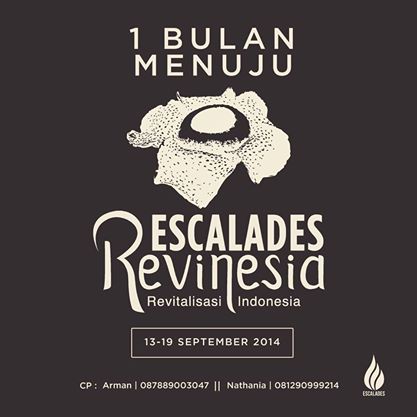 1 BULAN
MENUJU
ESCALADES
Revinesia
Revitalisasi Indonesia
13-19 SEPTEMBER 2014
CP : Arman | 087889003047 || Nathania | 081290999214
ESCALADES